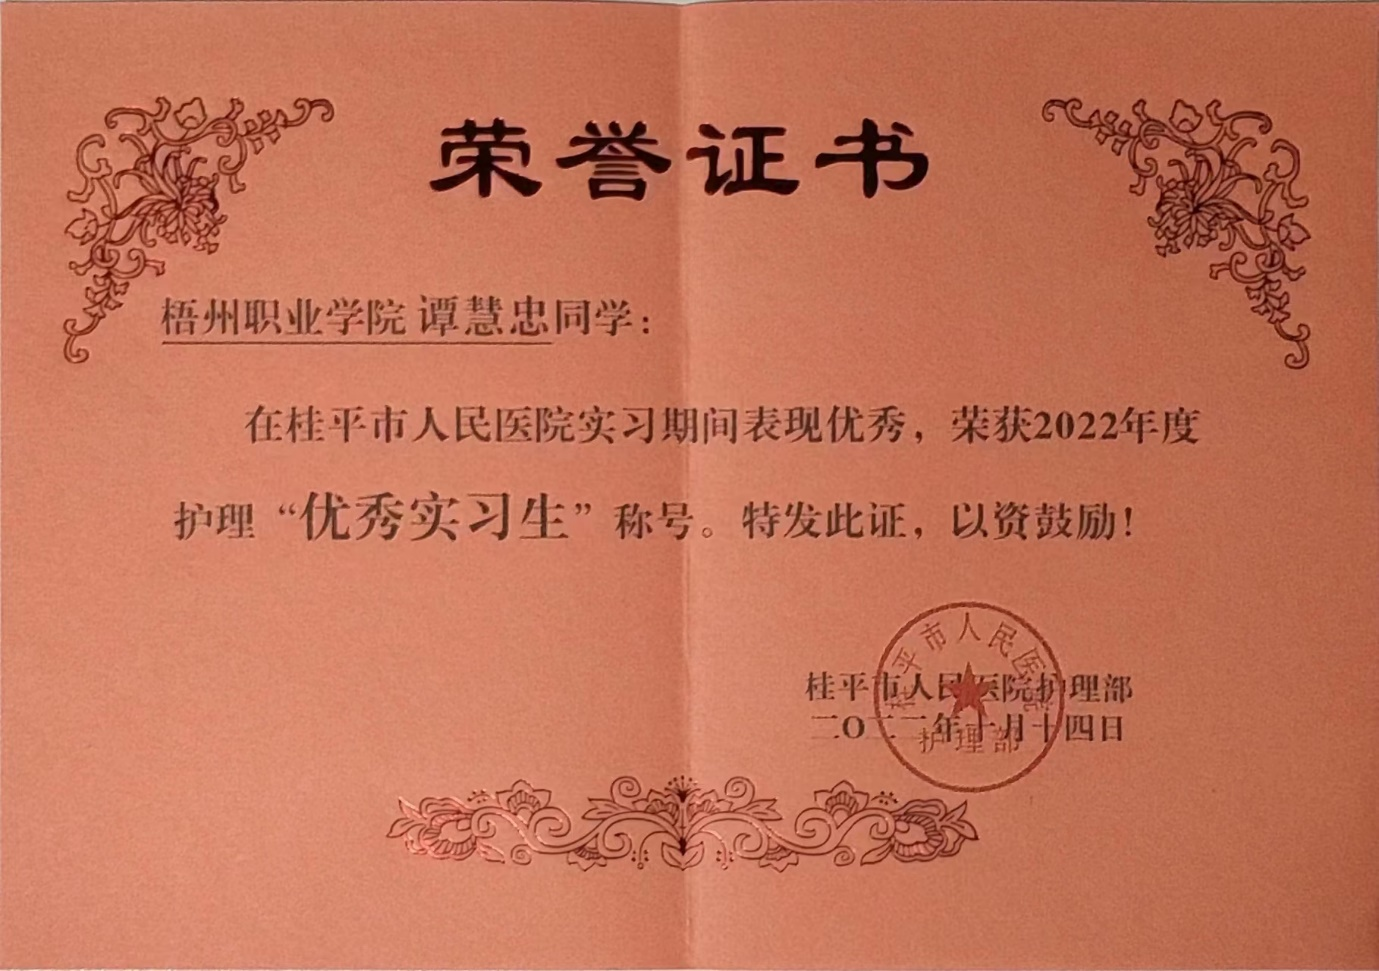 荣誉证书
梧州职业学院 谭慧忠同学：
在桂平市人民医院实习期间表现优秀，荣获2022年度
护理“优秀实习生”称号。特发此证，以资鼓励！
桂平市人民医院护理部
二O二二年十月十四日
桂平市人民医院
护理部